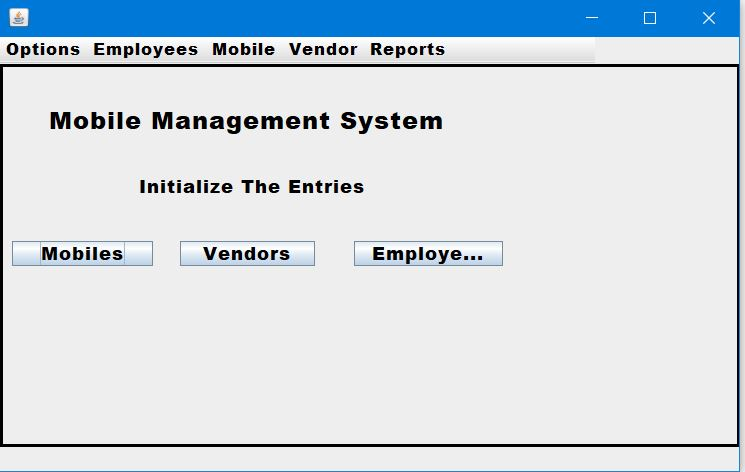 Options Employees Mobile Vendor Reports
Mobile Management System
Initialize The Entries
Mobiles Vendors Employe...